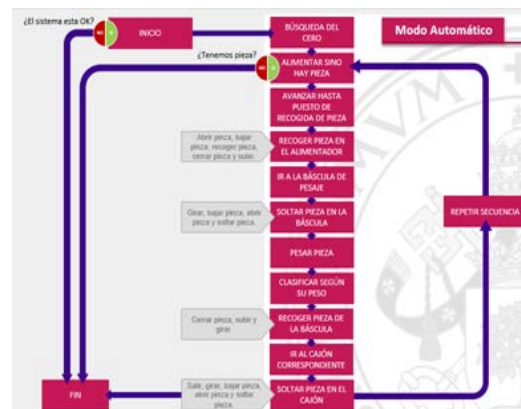 ¿El sistema esta OK?
NO
SI
INICIO
BÚSQUEDA DEL
CERO
Modo Automático
¿Tenemos pieza?
NO
SI
ALIMENTAR SINO
HAY PIEZA
AVANZAR HASTA
PUESTO DE
RECOGIDA DE PIEZA
Abrir pinza, bajar
pinza, recoger pieza,
cerrar pinza y subir.
RECOGER PIEZA EN
EL ALIMENTADOR
IR A LA BÁSCULA DE
PESAJE
Girar, bajar pinza, abrir
pinza y soltar pieza.
SOLTAR PIEZA EN LA
BÁSCULA
REPETIR SECUENCIA
PESAR PIEZA
CLASIFICAR SEGÚN
SU PESO
Cerrar pinza, subir y
girar.
RECOGER PIEZA DE
LA BÁSCULA
IR AL CAJÓN
CORRESPONDIENTE
FIN
Salir, girar, bajar pinza,
abrir pinza y soltar
pieza.
SOLTAR PIEZA EN EL
CAJÓN